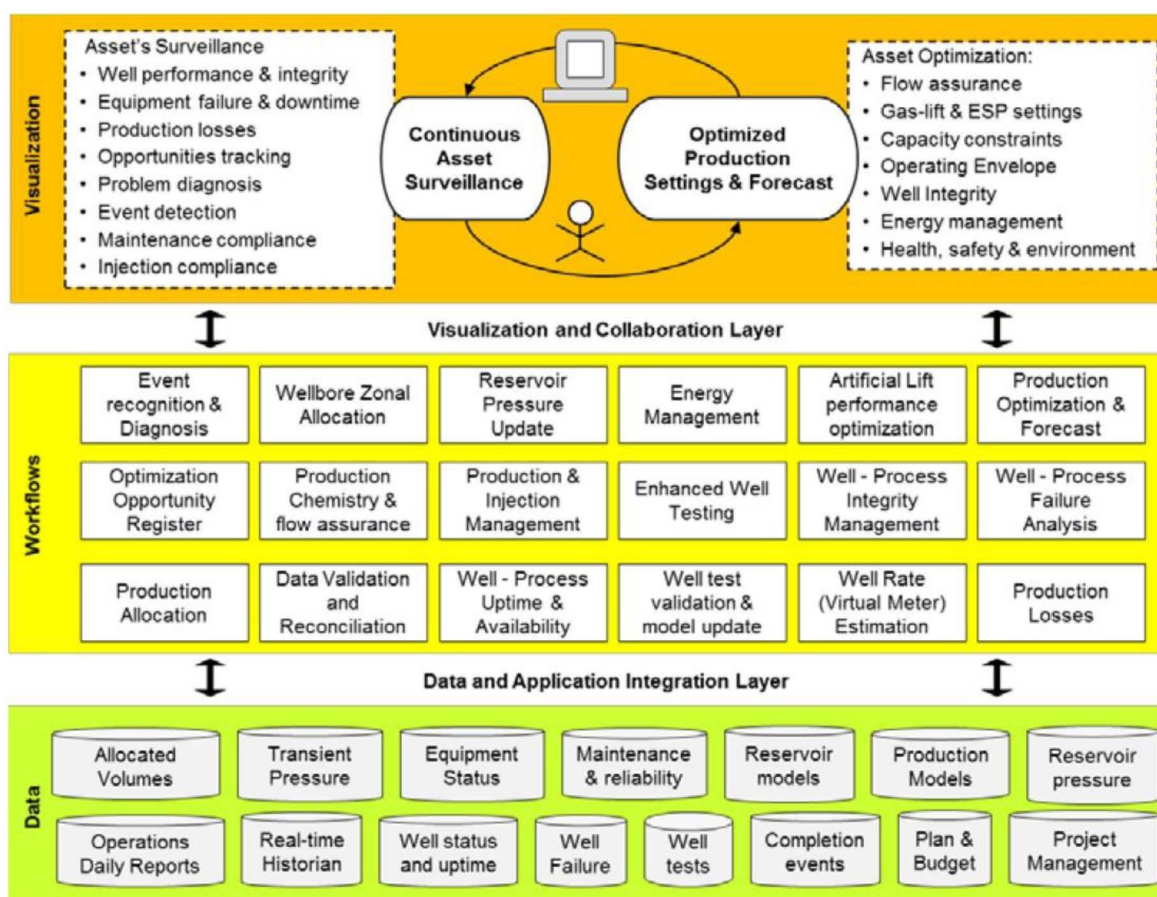 Visualization
Asset's Surveillance
• Well performance & integrity
• Equipment failure & downtime
• Production losses
• Opportunities tracking
• Problem diagnosis
• Event detection
• Maintenance compliance
• Injection compliance
Continuous
Asset
Surveillance
Optimized
Production
Settings & Forecast
Asset Optimization:
• Flow assurance
• Gas-lift & ESP settings
• Capacity constraints
• Operating Envelope
• Well Integrity
• Energy management
• Health, safety & environment
Visualization and Collaboration Layer
Workflows
Event
recognition &
Diagnosis
Wellbore Zonal
Allocation
Reservoir
Pressure
Update
Energy
Management
Artificial Lift
performance
optimization
Production
Optimization &
Forecast
Optimization
Opportunity
Register
Production
Chemistry &
flow assurance
Production &
Injection
Management
Enhanced Well
Testing
Well - Process
Integrity
Management
Well - Process
Failure
Analysis
Production
Allocation
Data Validation
and
Reconciliation
Well - Process
Uptime &
Availability
Well test
validation &
model update
Well Rate
(Virtual Meter)
Estimation
Production
Losses
Data and Application Integration Layer
Data
Allocated
Volumes
Transient
Pressure
Equipment
Status
Maintenance
& reliability
Reservoir
models
Production
Models
Reservoir
pressure
Operations
Daily Reports
Real-time
Historian
Well status
and uptime
Well
Failure
Well
tests
Completion
events
Plan &
Budget
Project
Management